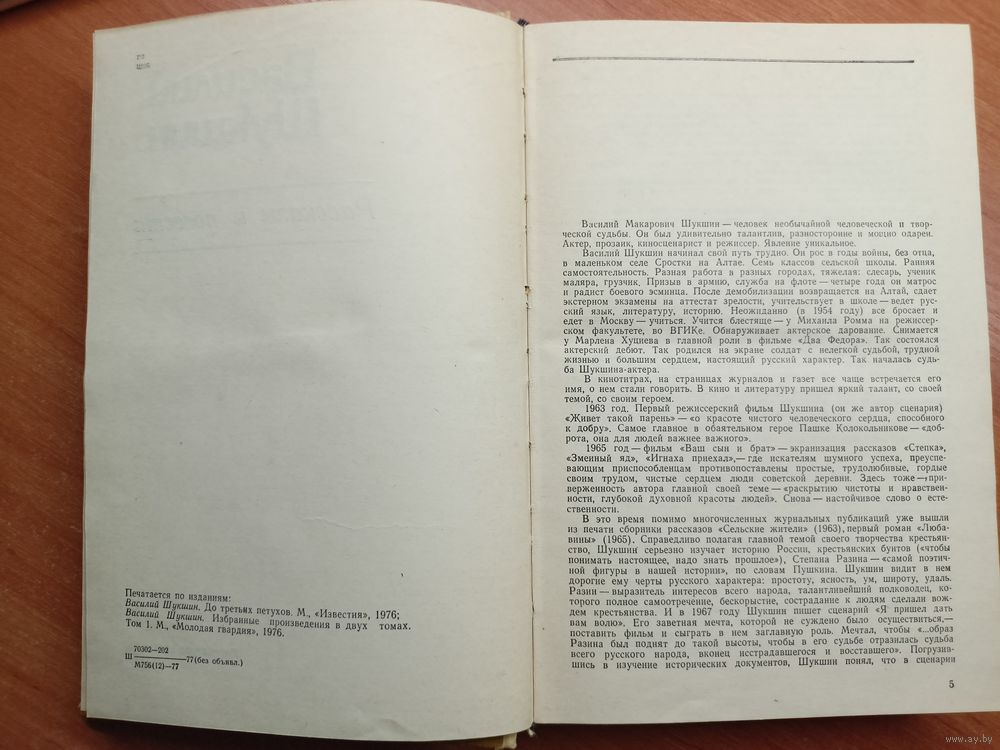 Р2
Ш95
Печатается по изданиям:
Василий Шукшин. До третьих петухов. М., «Известия», 1976;
Василий Шукшин. Избранные произведения в двух томах.
Том I. М., «Молодая гвардия», 1976.
70302—202
Ш ———— 77 (без объявл.)
М756(12)—77
Василий Макарович Шукшин — человек необычайной человеческой и твор-
ческой судьбы. Он был удивительно талантлив, разносторонне и мощно одарен.
Актер, прозаик, киносценарист и режиссер. Явление уникальное.
Василий Шукшин начинал свой путь трудно. Он рос в годы войны, без отца,
в маленьком селе Сростки на Алтае. Семь классов сельской школы. Ранняя
самостоятельность. Разная работа в разных городах, тяжелая: слесарь, ученик
маляра, грузчик. Призыв в армию, служба на флоте — четыре года он матрос
и радист боевого эсминца. После демобилизации возвращается на Алтай, сдает
экстерном экзамены на аттестат зрелости, учительствует в школе — ведет рус-
ский язык, литературу, историю. Неожиданно (в 1954 году) все бросает и
едет в Москву — учиться. Учится блестяще — у Михаила Ромма на режиссер-
ском факультете, во ВГИКе. Обнаруживает актерское дарование. Снимается
у Марлена Хуциева в главной роли в фильме «Два Федора». Так состоялся
актерский дебют. Так родился на экране солдат с нелегкой судьбой, трудной
жизнью и большим сердцем, настоящий русский характер. Так началась судь-
ба Шукшина-актера.
В кинотитрах, на страницах журналов и газет все чаще встречается его
имя, о нем стали говорить. В кино и литературу пришел яркий талант, со своей
темой, со своим героем.
1963 год. Первый режиссерский фильм Шукшина (он же автор сценария)
«Живет такой парень» — «о красоте чистого человеческого сердца, способного
к добру». Самое главное в обаятельном герое Пашке Колокольникове — «доб-
рота, она для людей важнее важного».
1965 год — фильм «Ваш сын и брат» — экранизация рассказов «Степка»,
«Змеиный яд», «Игнаха приехал», — где искателям шумного успеха, преуспе-
вающим приспособленцам противопоставлены простые, трудолюбивые, гордые
своим трудом, чистые сердцем люди советской деревни. Здесь тоже — при-
верженность автора главной своей теме — «раскрытию чистоты и нравствен-
ности, глубокой духовной красоты людей». Снова — настойчивое слово о есте-
ственности.
В это время помимо многочисленных журнальных публикаций уже вышли
из печати сборники рассказов «Сельские жители» (1963), первый роман «Люба-
вины» (1965). Справедливо полагая главной темой своего творчества крестьян-
ство, Шукшин серьезно изучает историю России, крестьянских бунтов («чтобы
понимать настоящее, надо знать прошлое»), Степана Разина — «самой поэтич-
ной фигуры в нашей истории», по словам Пушкина. Шукшин видит в нем
дорогие ему черты русского характера: простоту, ясность, ум, широту, удаль.
Разин — выразитель интересов всего народа, талантливейший полководец, ко-
торого полное самоотречение, бескорыстие, сострадание к людям сделали вож-
дем крестьянства. И в 1967 году Шукшин пишет сценарий «Я пришел дать
вам волю». Его заветная мечта, которой не суждено было осуществиться, —
поставить фильм и сыграть в нем заглавную роль. Мечтал, чтобы «...образ
Разина был поднят до такой высоты, чтобы в его судьбе отразилась судьба
всего русского народа, вконец исстрадавшегося и восставшего». Погрузив-
шись в изучение исторических документов, Шукшин понял, что в сценарии
5
www.ay.by